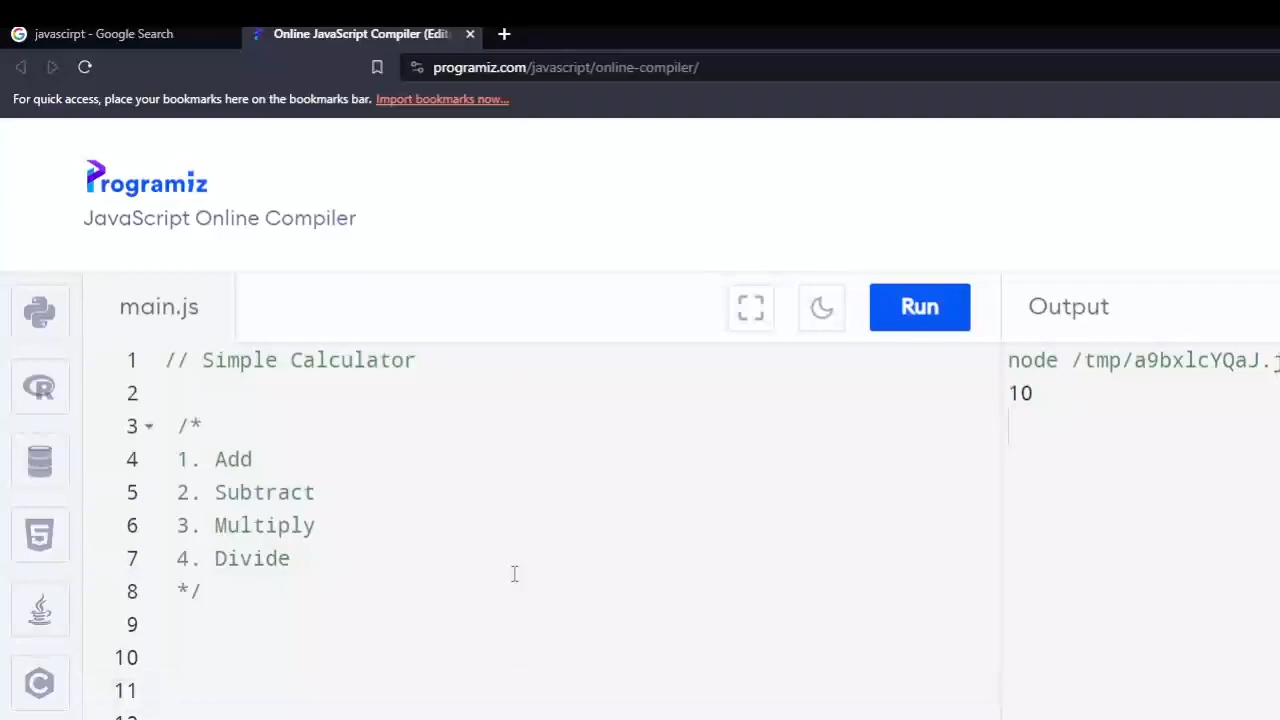 javascirpt - Google Search
Online JavaScript Compiler (Edit
programiz.com/javascript/online-compiler/
For quick access, place your bookmarks here on the bookmarks bar. Import bookmarks now...
Programiz
JavaScript Online Compiler
main.js
Run
Output
1 // Simple Calculator
2
3 /*
4 1. Add
5 2. Subtract
6 3. Multiply
7 4. Divide
8 */
9
10
11
node /tmp/a9bxlcYQaJ.j
10